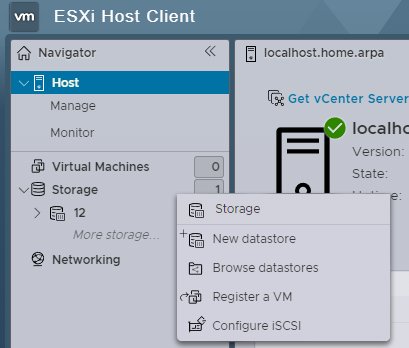 vm ESXi Host Client
Navigator
localhost.home.arpa
Host
Manage
Monitor
Get vCenter Server
localho
Version:
State:
Virtual Machines 0
Storage 1
12
More storage...
Networking
Storage
New datastore
Browse datastores
Register a VM
Configure iSCSI